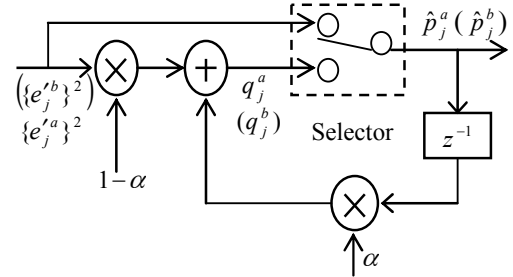 p̂_j^a (p̂_j^b)
({e'_j^b}^2)
{e'_j^a}^2
×
+
q_j^a
(q_j^b)
Selector
z^{-1}
1−α
×
α